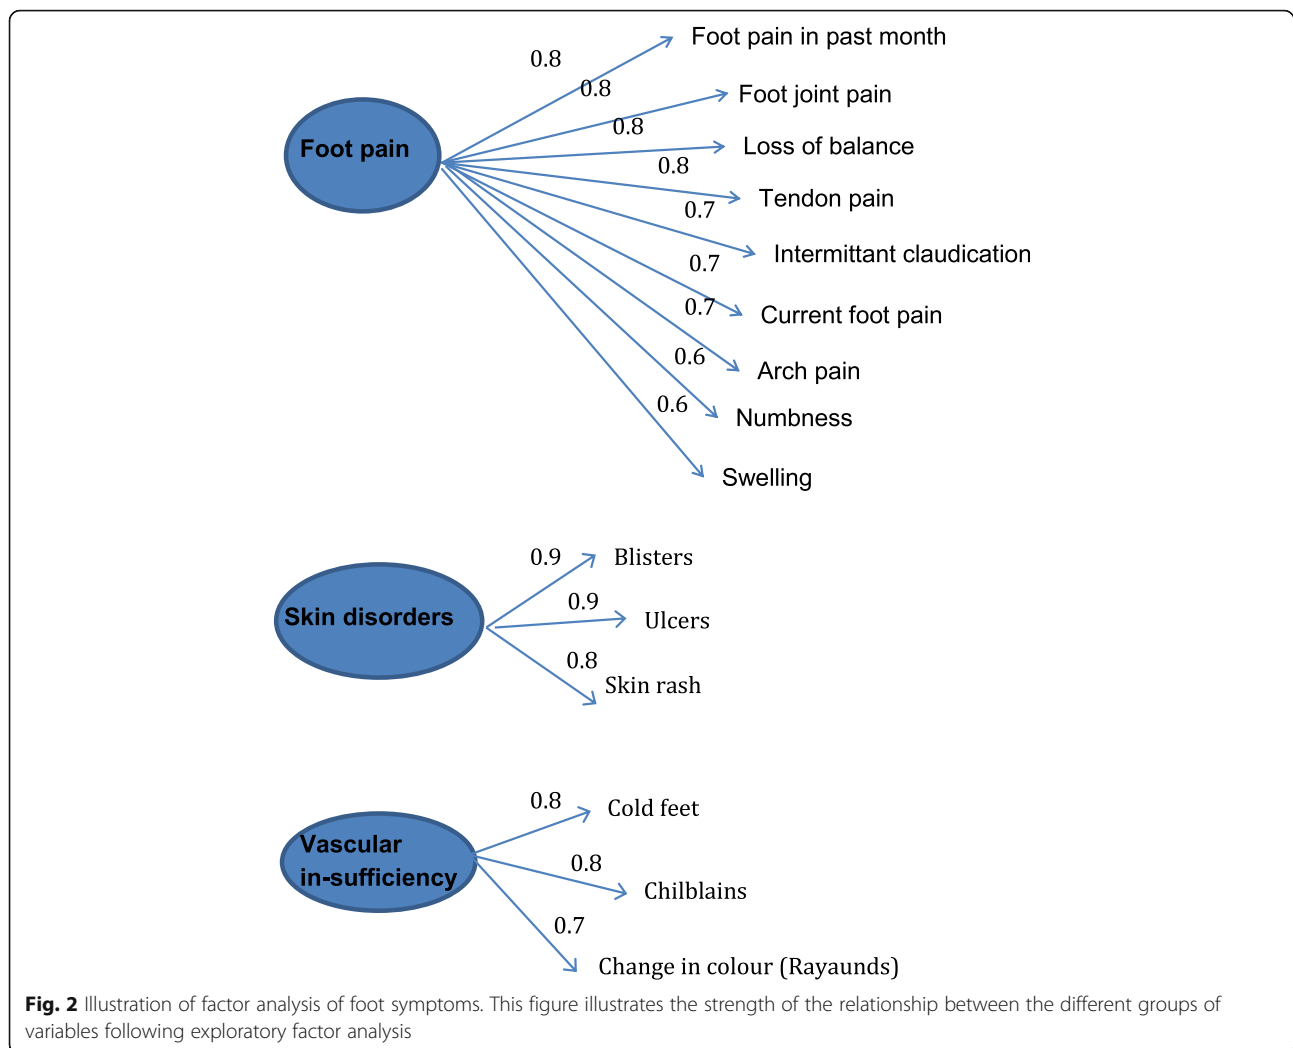 0.8
Foot pain in past month
0.8
Foot joint pain
0.8
Foot pain
Loss of balance
0.8
Tendon pain
0.7
Intermittant claudication
0.7
Current foot pain
0.7
Arch pain
0.6
Numbness
0.6
Swelling
0.9
Blisters
0.9
Skin disorders
Ulcers
0.8
Skin rash
0.8
Cold feet
Vascular
in-sufficiency
0.8
Chilblains
0.7
Change in colour (Rayaunds)
Fig. 2 Illustration of factor analysis of foot symptoms. This figure illustrates the strength of the relationship between the different groups of
variables following exploratory factor analysis